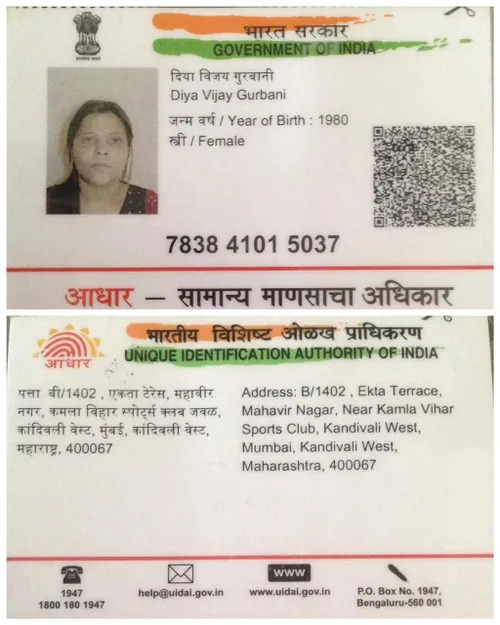 भारत सरकार
GOVERNMENT OF INDIA
दिया विजय गुरबानी
Diya Vijay Gurbani
जन्म वर्ष / Year of Birth : 1980
स्त्री / Female
7838 4101 5037
आधार – सामान्य माणसाचा अधिकार
भारतीय विशिष्ट ओळख प्राधिकरण
UNIQUE IDENTIFICATION AUTHORITY OF INDIA
आधार
पत्ता बी/1402 , एकता टेरेस, महावीर
नगर, कमला विहार स्पोर्ट्स क्लब जवळ,
कांदिवली वेस्ट, मुंबई, कांदिवली वेस्ट,
महाराष्ट्र, 400067
Address: B/1402 , Ekta Terrace,
Mahavir Nagar, Near Kamla Vihar
Sports Club, Kandivali West,
Mumbai, Kandivali West,
Maharashtra, 400067
1947
1800 180 1947
help@uidai.gov.in
www
www.uidai.gov.in
P.O. Box No. 1947,
Bengaluru-560 001